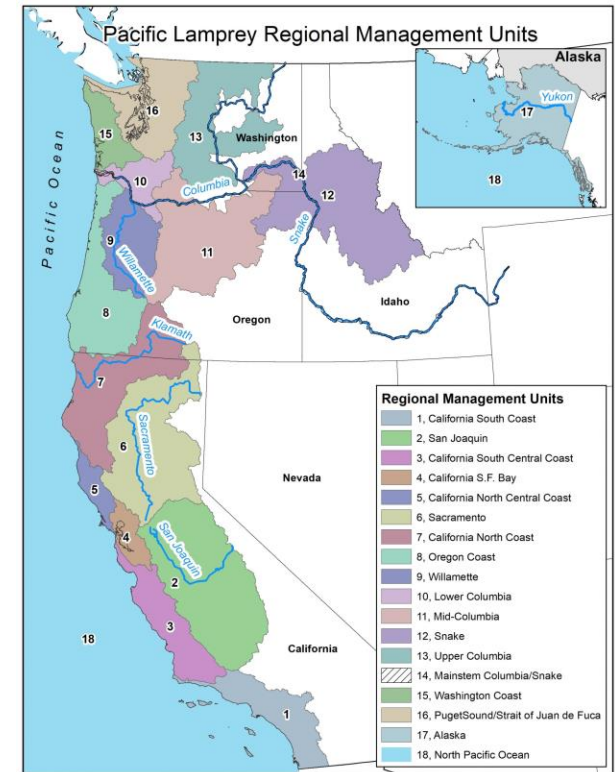 Pacific Lamprey Regional Management Units
Alaska
Yukon
17
18
16
15
13
Washington
14
12
10
Columbia
Pacific Ocean
9
Willamette
11
Snake
8
Oregon
Idaho
Klamath
7
Sacramento
6
Nevada
5
4
San Joaquin
2
3
18
California
1
Regional Management Units
1, California South Coast
2, San Joaquin
3, California South Central Coast
4, California S.F. Bay
5, California North Central Coast
6, Sacramento
7, California North Coast
8, Oregon Coast
9, Willamette
10, Lower Columbia
11, Mid-Columbia
12, Snake
13, Upper Columbia
14, Mainstem Columbia/Snake
15, Washington Coast
16, PugetSound/Strait of Juan de Fuca
17, Alaska
18, North Pacific Ocean